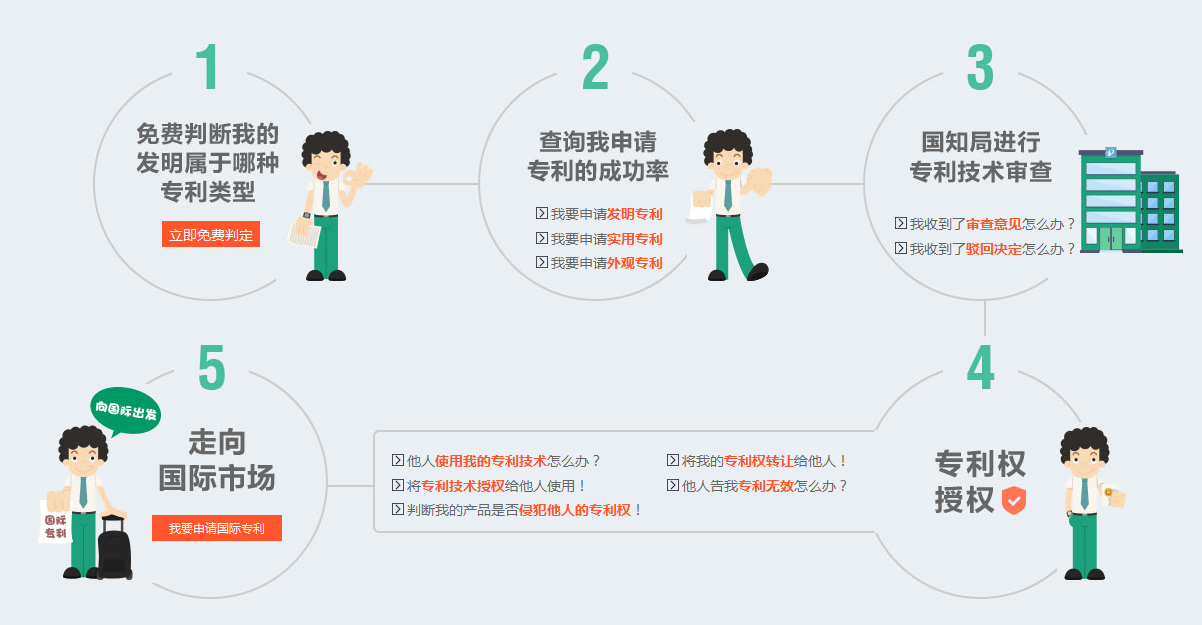 1
免费判断我的
发明属于哪种
专利类型
立即免费判定
2
查询我申请
专利的成功率
我要申请发明专利
我要申请实用专利
我要申请外观专利
3
国知局进行
专利技术审查
我收到了审查意见怎么办？
我收到了驳回决定怎么办？
4
专利权
授权
他人使用我的专利技术怎么办？
将专利技术授权给他人使用！
判断我的产品是否侵犯他人的专利权！
将我的专利权转让给他人！
他人告我专利无效怎么办？
5
向国际出发
走向
国际市场
我要申请国际专利
国际
专利